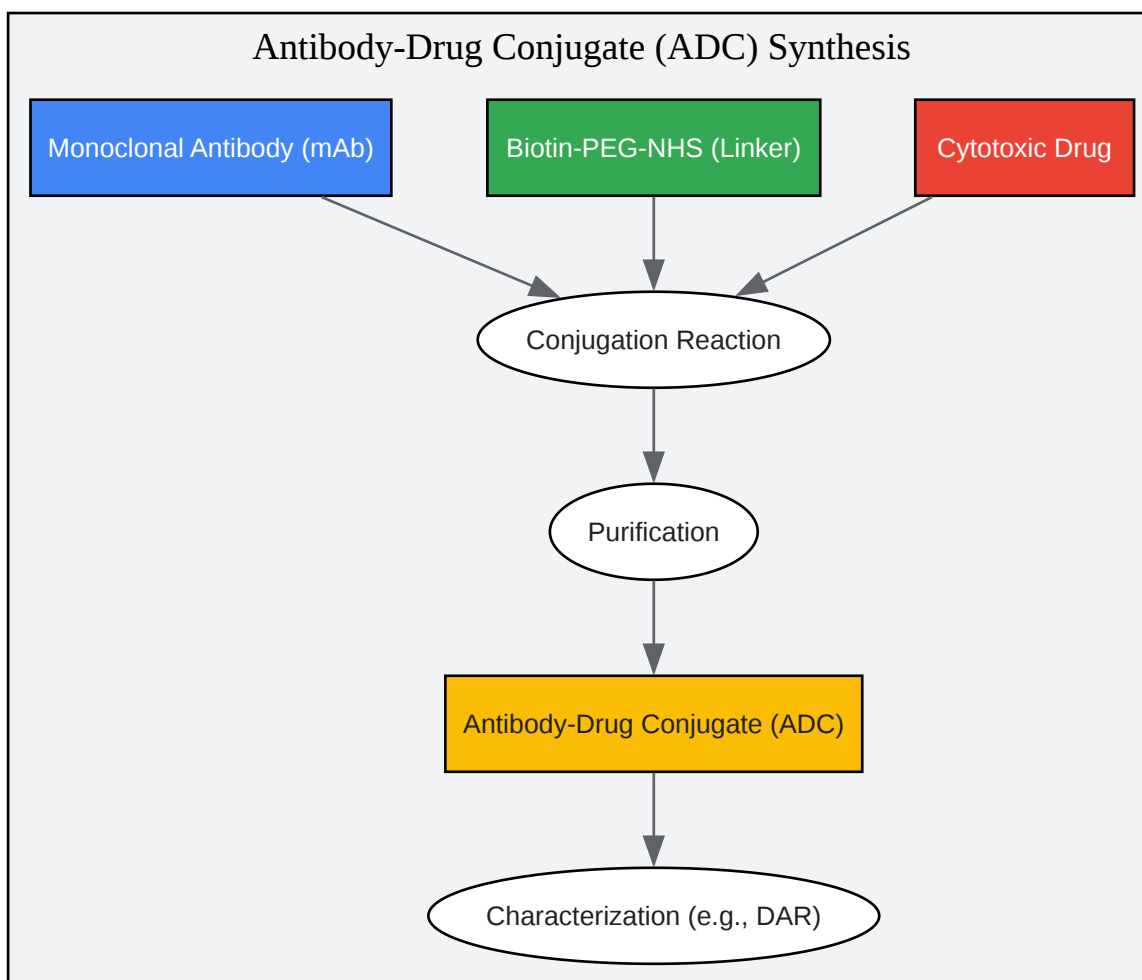 Antibody-Drug Conjugate (ADC) Synthesis
Monoclonal Antibody (mAb)
Biotin-PEG-NHS (Linker)
Cytotoxic Drug
Conjugation Reaction
Purification
Antibody-Drug Conjugate (ADC)
Characterization (e.g., DAR)